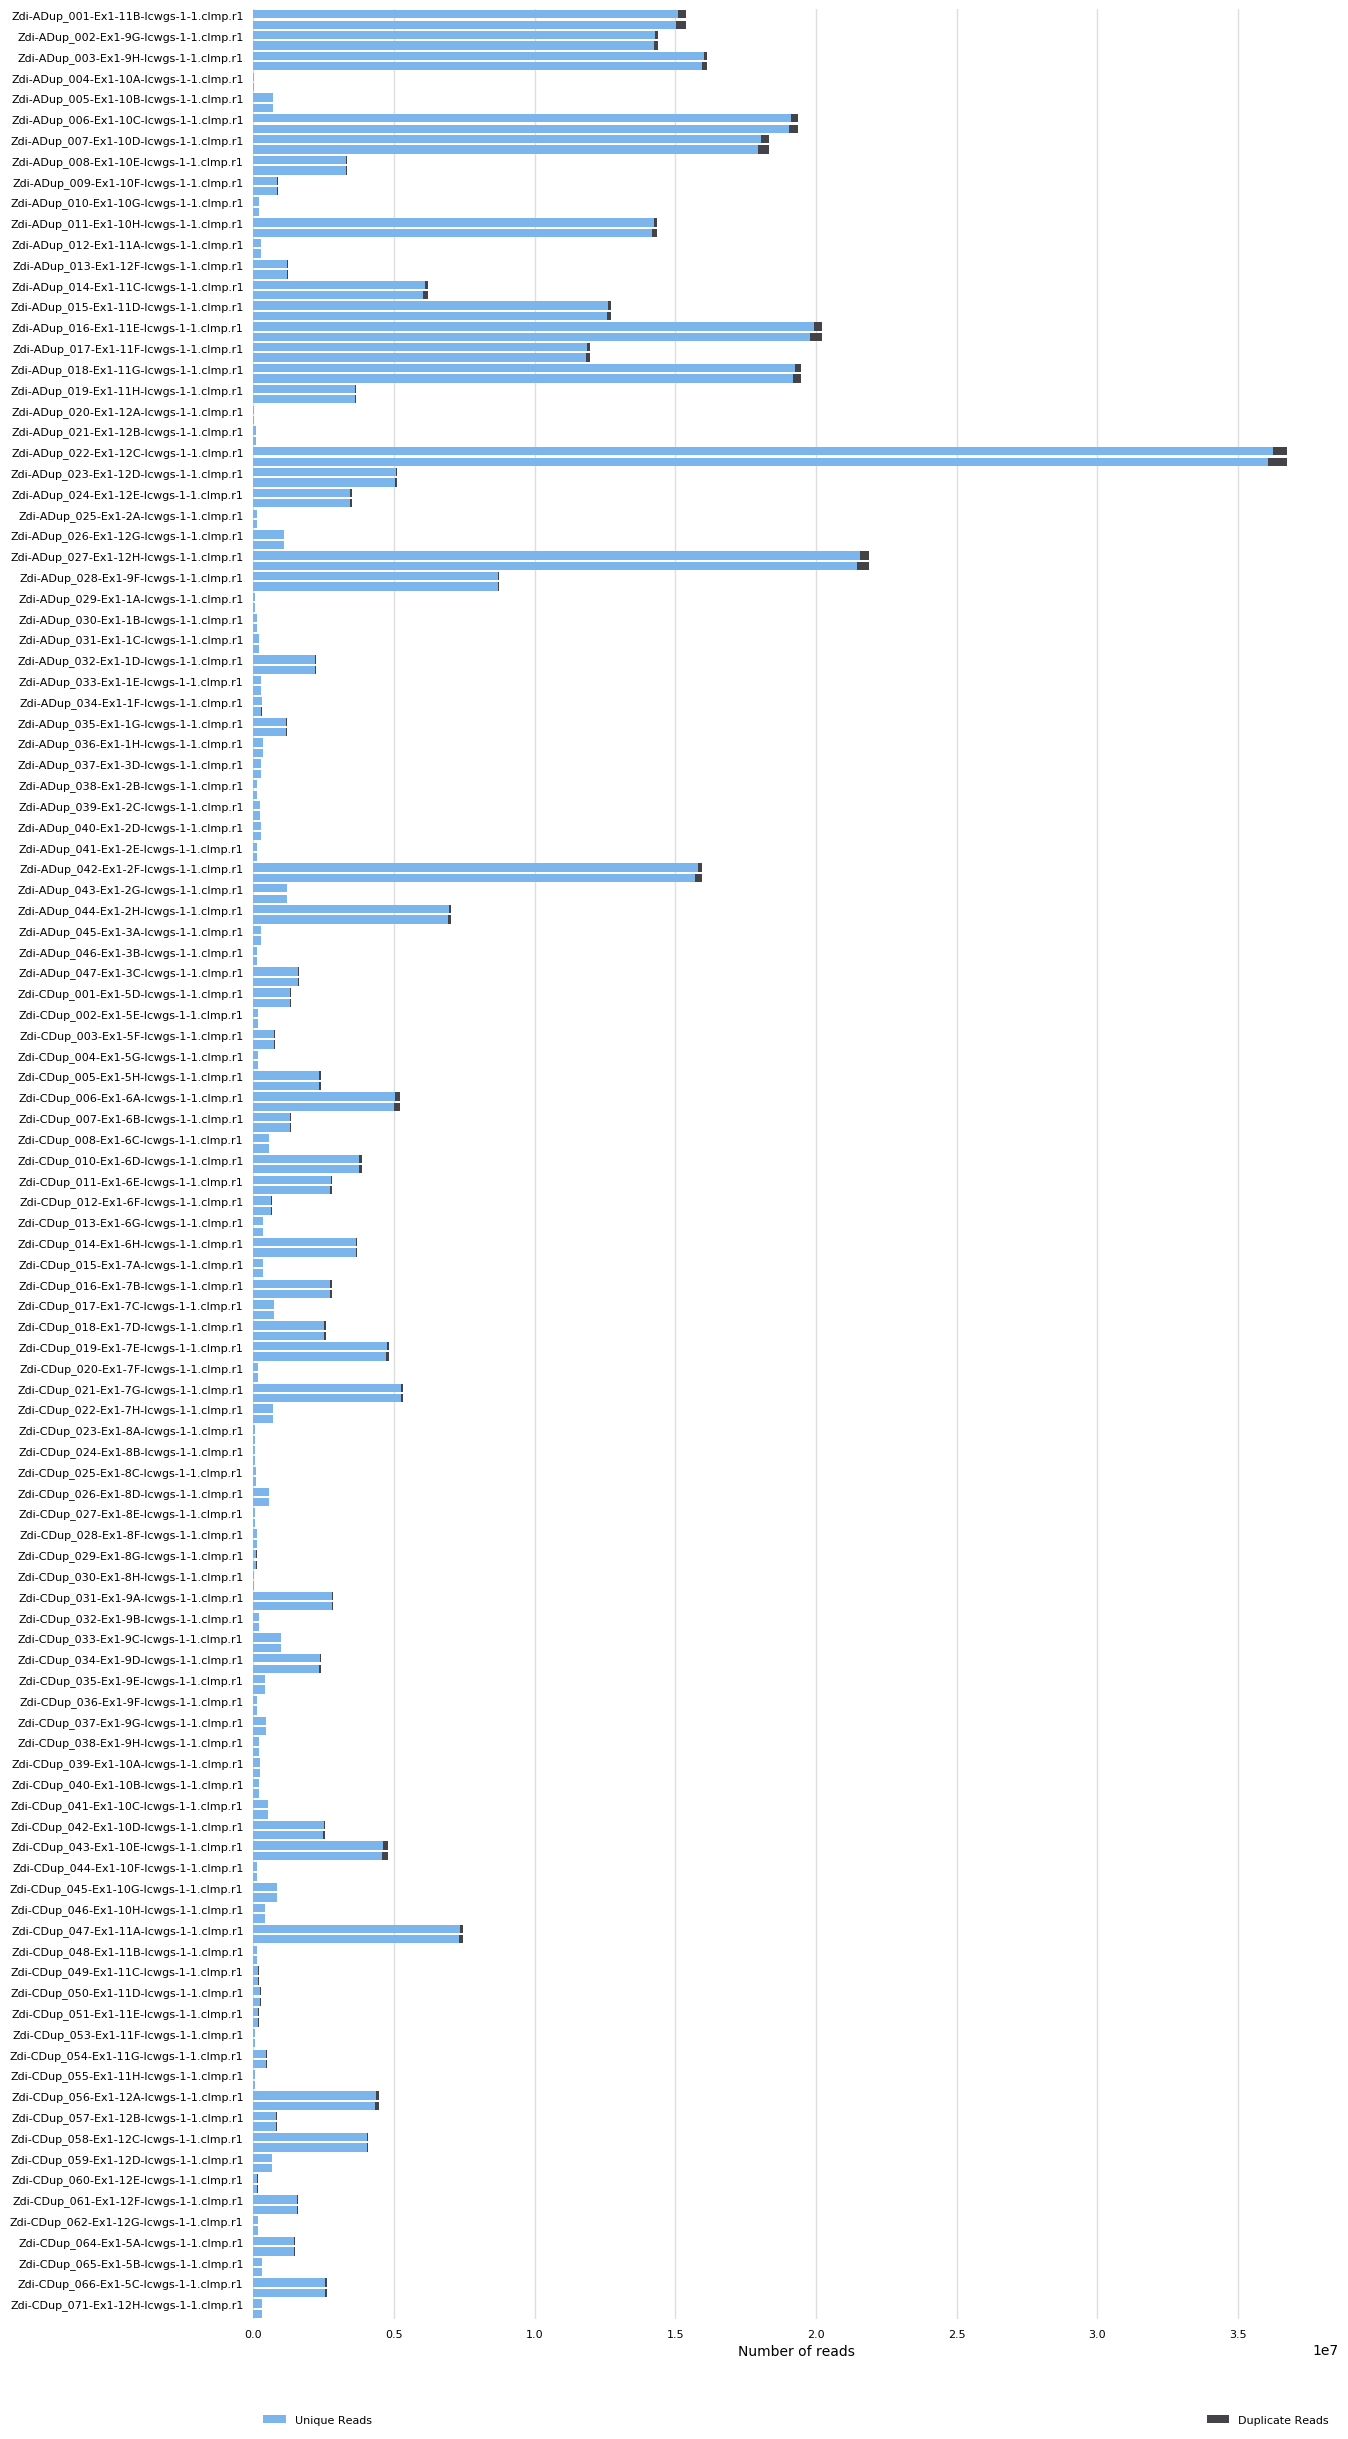 Zdi-ADup_001-Ex1-11B-lcwgs-1-1.clmp.r1
Zdi-ADup_002-Ex1-9G-lcwgs-1-1.clmp.r1
Zdi-ADup_003-Ex1-9H-lcwgs-1-1.clmp.r1
Zdi-ADup_004-Ex1-10A-lcwgs-1-1.clmp.r1
Zdi-ADup_005-Ex1-10B-lcwgs-1-1.clmp.r1
Zdi-ADup_006-Ex1-10C-lcwgs-1-1.clmp.r1
Zdi-ADup_007-Ex1-10D-lcwgs-1-1.clmp.r1
Zdi-ADup_008-Ex1-10E-lcwgs-1-1.clmp.r1
Zdi-ADup_009-Ex1-10F-lcwgs-1-1.clmp.r1
Zdi-ADup_010-Ex1-10G-lcwgs-1-1.clmp.r1
Zdi-ADup_011-Ex1-10H-lcwgs-1-1.clmp.r1
Zdi-ADup_012-Ex1-11A-lcwgs-1-1.clmp.r1
Zdi-ADup_013-Ex1-12F-lcwgs-1-1.clmp.r1
Zdi-ADup_014-Ex1-11C-lcwgs-1-1.clmp.r1
Zdi-ADup_015-Ex1-11D-lcwgs-1-1.clmp.r1
Zdi-ADup_016-Ex1-11E-lcwgs-1-1.clmp.r1
Zdi-ADup_017-Ex1-11F-lcwgs-1-1.clmp.r1
Zdi-ADup_018-Ex1-11G-lcwgs-1-1.clmp.r1
Zdi-ADup_019-Ex1-11H-lcwgs-1-1.clmp.r1
Zdi-ADup_020-Ex1-12A-lcwgs-1-1.clmp.r1
Zdi-ADup_021-Ex1-12B-lcwgs-1-1.clmp.r1
Zdi-ADup_022-Ex1-12C-lcwgs-1-1.clmp.r1
Zdi-ADup_023-Ex1-12D-lcwgs-1-1.clmp.r1
Zdi-ADup_024-Ex1-12E-lcwgs-1-1.clmp.r1
Zdi-ADup_025-Ex1-2A-lcwgs-1-1.clmp.r1
Zdi-ADup_026-Ex1-12G-lcwgs-1-1.clmp.r1
Zdi-ADup_027-Ex1-12H-lcwgs-1-1.clmp.r1
Zdi-ADup_028-Ex1-9F-lcwgs-1-1.clmp.r1
Zdi-ADup_029-Ex1-1A-lcwgs-1-1.clmp.r1
Zdi-ADup_030-Ex1-1B-lcwgs-1-1.clmp.r1
Zdi-ADup_031-Ex1-1C-lcwgs-1-1.clmp.r1
Zdi-ADup_032-Ex1-1D-lcwgs-1-1.clmp.r1
Zdi-ADup_033-Ex1-1E-lcwgs-1-1.clmp.r1
Zdi-ADup_034-Ex1-1F-lcwgs-1-1.clmp.r1
Zdi-ADup_035-Ex1-1G-lcwgs-1-1.clmp.r1
Zdi-ADup_036-Ex1-1H-lcwgs-1-1.clmp.r1
Zdi-ADup_037-Ex1-3D-lcwgs-1-1.clmp.r1
Zdi-ADup_038-Ex1-2B-lcwgs-1-1.clmp.r1
Zdi-ADup_039-Ex1-2C-lcwgs-1-1.clmp.r1
Zdi-ADup_040-Ex1-2D-lcwgs-1-1.clmp.r1
Zdi-ADup_041-Ex1-2E-lcwgs-1-1.clmp.r1
Zdi-ADup_042-Ex1-2F-lcwgs-1-1.clmp.r1
Zdi-ADup_043-Ex1-2G-lcwgs-1-1.clmp.r1
Zdi-ADup_044-Ex1-2H-lcwgs-1-1.clmp.r1
Zdi-ADup_045-Ex1-3A-lcwgs-1-1.clmp.r1
Zdi-ADup_046-Ex1-3B-lcwgs-1-1.clmp.r1
Zdi-ADup_047-Ex1-3C-lcwgs-1-1.clmp.r1
Zdi-CDup_001-Ex1-5D-lcwgs-1-1.clmp.r1
Zdi-CDup_002-Ex1-5E-lcwgs-1-1.clmp.r1
Zdi-CDup_003-Ex1-5F-lcwgs-1-1.clmp.r1
Zdi-CDup_004-Ex1-5G-lcwgs-1-1.clmp.r1
Zdi-CDup_005-Ex1-5H-lcwgs-1-1.clmp.r1
Zdi-CDup_006-Ex1-6A-lcwgs-1-1.clmp.r1
Zdi-CDup_007-Ex1-6B-lcwgs-1-1.clmp.r1
Zdi-CDup_008-Ex1-6C-lcwgs-1-1.clmp.r1
Zdi-CDup_010-Ex1-6D-lcwgs-1-1.clmp.r1
Zdi-CDup_011-Ex1-6E-lcwgs-1-1.clmp.r1
Zdi-CDup_012-Ex1-6F-lcwgs-1-1.clmp.r1
Zdi-CDup_013-Ex1-6G-lcwgs-1-1.clmp.r1
Zdi-CDup_014-Ex1-6H-lcwgs-1-1.clmp.r1
Zdi-CDup_015-Ex1-7A-lcwgs-1-1.clmp.r1
Zdi-CDup_016-Ex1-7B-lcwgs-1-1.clmp.r1
Zdi-CDup_017-Ex1-7C-lcwgs-1-1.clmp.r1
Zdi-CDup_018-Ex1-7D-lcwgs-1-1.clmp.r1
Zdi-CDup_019-Ex1-7E-lcwgs-1-1.clmp.r1
Zdi-CDup_020-Ex1-7F-lcwgs-1-1.clmp.r1
Zdi-CDup_021-Ex1-7G-lcwgs-1-1.clmp.r1
Zdi-CDup_022-Ex1-7H-lcwgs-1-1.clmp.r1
Zdi-CDup_023-Ex1-8A-lcwgs-1-1.clmp.r1
Zdi-CDup_024-Ex1-8B-lcwgs-1-1.clmp.r1
Zdi-CDup_025-Ex1-8C-lcwgs-1-1.clmp.r1
Zdi-CDup_026-Ex1-8D-lcwgs-1-1.clmp.r1
Zdi-CDup_027-Ex1-8E-lcwgs-1-1.clmp.r1
Zdi-CDup_028-Ex1-8F-lcwgs-1-1.clmp.r1
Zdi-CDup_029-Ex1-8G-lcwgs-1-1.clmp.r1
Zdi-CDup_030-Ex1-8H-lcwgs-1-1.clmp.r1
Zdi-CDup_031-Ex1-9A-lcwgs-1-1.clmp.r1
Zdi-CDup_032-Ex1-9B-lcwgs-1-1.clmp.r1
Zdi-CDup_033-Ex1-9C-lcwgs-1-1.clmp.r1
Zdi-CDup_034-Ex1-9D-lcwgs-1-1.clmp.r1
Zdi-CDup_035-Ex1-9E-lcwgs-1-1.clmp.r1
Zdi-CDup_036-Ex1-9F-lcwgs-1-1.clmp.r1
Zdi-CDup_037-Ex1-9G-lcwgs-1-1.clmp.r1
Zdi-CDup_038-Ex1-9H-lcwgs-1-1.clmp.r1
Zdi-CDup_039-Ex1-10A-lcwgs-1-1.clmp.r1
Zdi-CDup_040-Ex1-10B-lcwgs-1-1.clmp.r1
Zdi-CDup_041-Ex1-10C-lcwgs-1-1.clmp.r1
Zdi-CDup_042-Ex1-10D-lcwgs-1-1.clmp.r1
Zdi-CDup_043-Ex1-10E-lcwgs-1-1.clmp.r1
Zdi-CDup_044-Ex1-10F-lcwgs-1-1.clmp.r1
Zdi-CDup_045-Ex1-10G-lcwgs-1-1.clmp.r1
Zdi-CDup_046-Ex1-10H-lcwgs-1-1.clmp.r1
Zdi-CDup_047-Ex1-11A-lcwgs-1-1.clmp.r1
Zdi-CDup_048-Ex1-11B-lcwgs-1-1.clmp.r1
Zdi-CDup_049-Ex1-11C-lcwgs-1-1.clmp.r1
Zdi-CDup_050-Ex1-11D-lcwgs-1-1.clmp.r1
Zdi-CDup_051-Ex1-11E-lcwgs-1-1.clmp.r1
Zdi-CDup_053-Ex1-11F-lcwgs-1-1.clmp.r1
Zdi-CDup_054-Ex1-11G-lcwgs-1-1.clmp.r1
Zdi-CDup_055-Ex1-11H-lcwgs-1-1.clmp.r1
Zdi-CDup_056-Ex1-12A-lcwgs-1-1.clmp.r1
Zdi-CDup_057-Ex1-12B-lcwgs-1-1.clmp.r1
Zdi-CDup_058-Ex1-12C-lcwgs-1-1.clmp.r1
Zdi-CDup_059-Ex1-12D-lcwgs-1-1.clmp.r1
Zdi-CDup_060-Ex1-12E-lcwgs-1-1.clmp.r1
Zdi-CDup_061-Ex1-12F-lcwgs-1-1.clmp.r1
Zdi-CDup_062-Ex1-12G-lcwgs-1-1.clmp.r1
Zdi-CDup_064-Ex1-5A-lcwgs-1-1.clmp.r1
Zdi-CDup_065-Ex1-5B-lcwgs-1-1.clmp.r1
Zdi-CDup_066-Ex1-5C-lcwgs-1-1.clmp.r1
Zdi-CDup_071-Ex1-12H-lcwgs-1-1.clmp.r1
0.0 0.5 1.0 1.5 2.0 2.5 3.0 3.5
Number of reads 1e7
Unique Reads Duplicate Reads